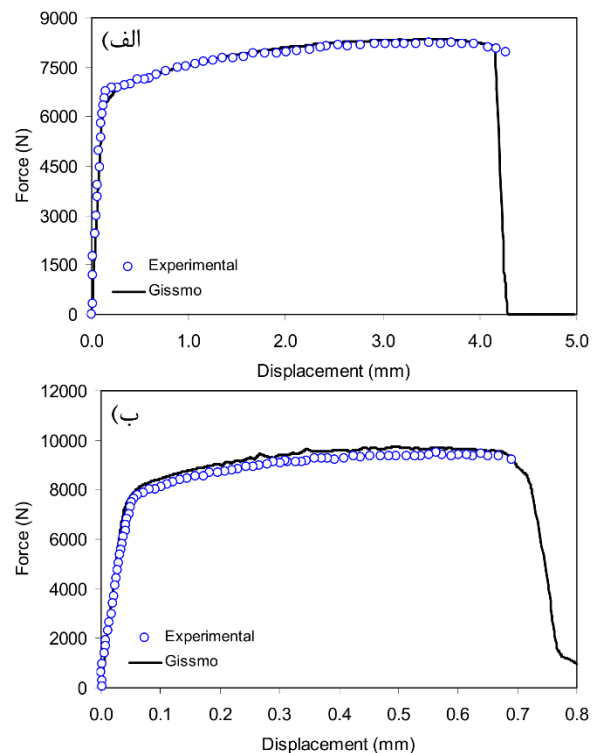 الف)
9000
7500
6000
4500
3000
1500
0
Force (N)
Experimental
Gissmo
0.0 1.0 2.0 3.0 4.0 5.0
Displacement (mm)
ب)
12000
10000
8000
6000
4000
2000
0
Force (N)
Experimental
Gissmo
0.0 0.1 0.2 0.3 0.4 0.5 0.6 0.7 0.8
Displacement (mm)